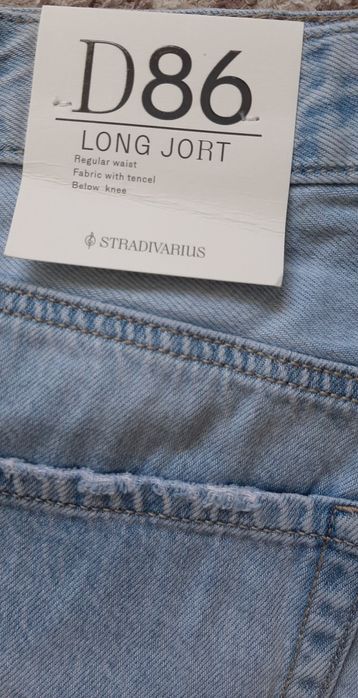 D86
LONG JORT
Regular waist
Fabric with tencel
Below knee
STRADIVARIUS